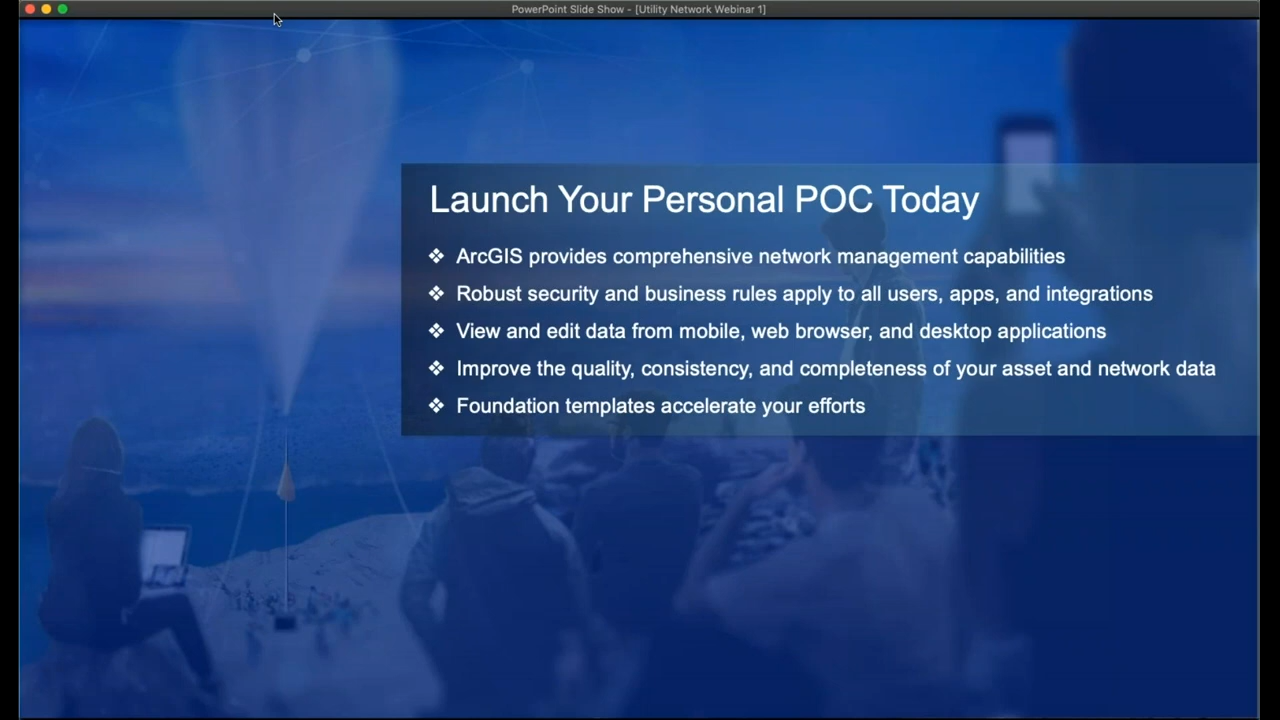 PowerPoint Slide Show - [Utility Network Webinar 1]
Launch Your Personal POC Today
❖ ArcGIS provides comprehensive network management capabilities
❖ Robust security and business rules apply to all users, apps, and integrations
❖ View and edit data from mobile, web browser, and desktop applications
❖ Improve the quality, consistency, and completeness of your asset and network data
❖ Foundation templates accelerate your efforts